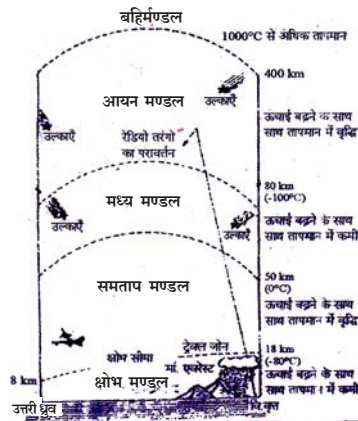 बहिर्मण्डल
1000°C से अधिक तापमान
400 km
आयन मण्डल
उल्काएँ
ऊंचाई बढ़ने के साथ
साथ तापमान में वृद्धि
उल्काएँ
रेडियो तरंगो
का परावर्तन
80 km
(-100°C)
मध्य मण्डल
उल्काएँ
ऊंचाई बढ़ने के साथ
साथ तापमान में कमी
50 km
(0°C)
समताप मण्डल
ऊंचाई बढ़ने के
साथ तापमान में वृद्धि
18 km
(-80°C)
ट्रेवल जोन
क्षोभ सीमा
मा. एवरेस्ट
8 km
क्षोभ मण्डल
ऊंचाई बढ़ने के साथ
साथ तापमान में कमी
उत्तरी ध्रुव